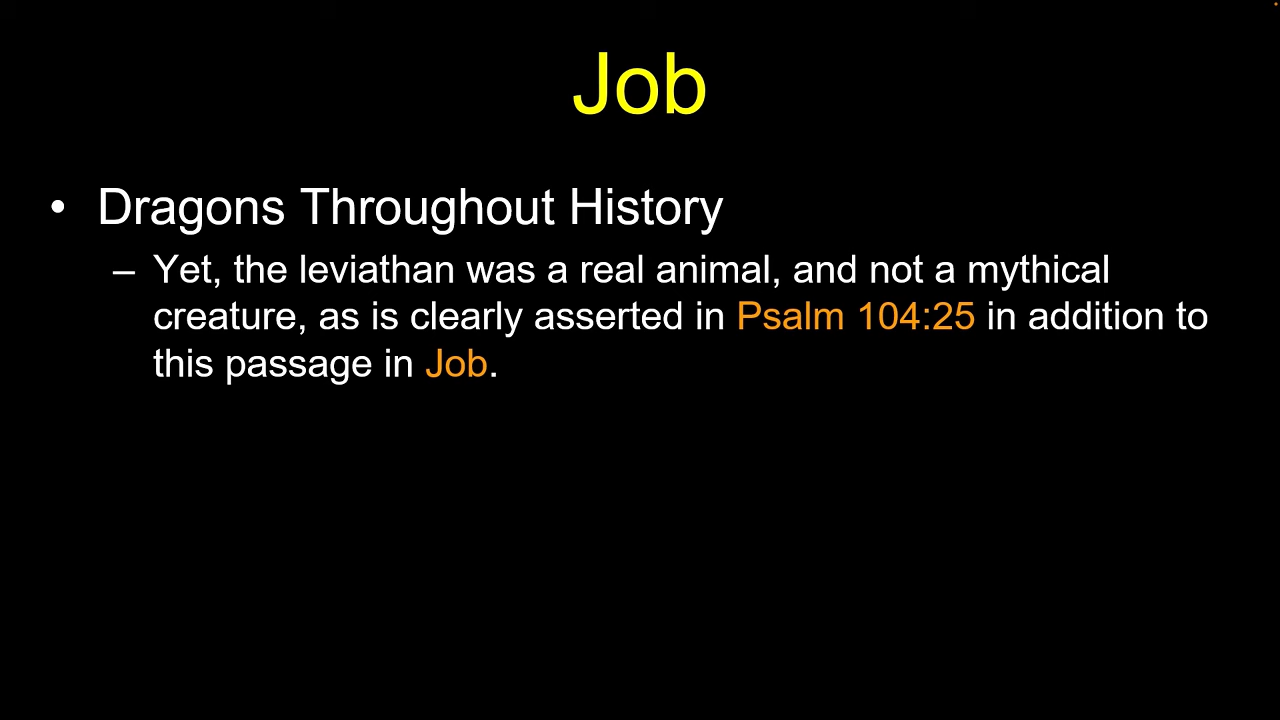 Job
• Dragons Throughout History
– Yet, the leviathan was a real animal, and not a mythical
creature, as is clearly asserted in Psalm 104:25 in addition to
this passage in Job.